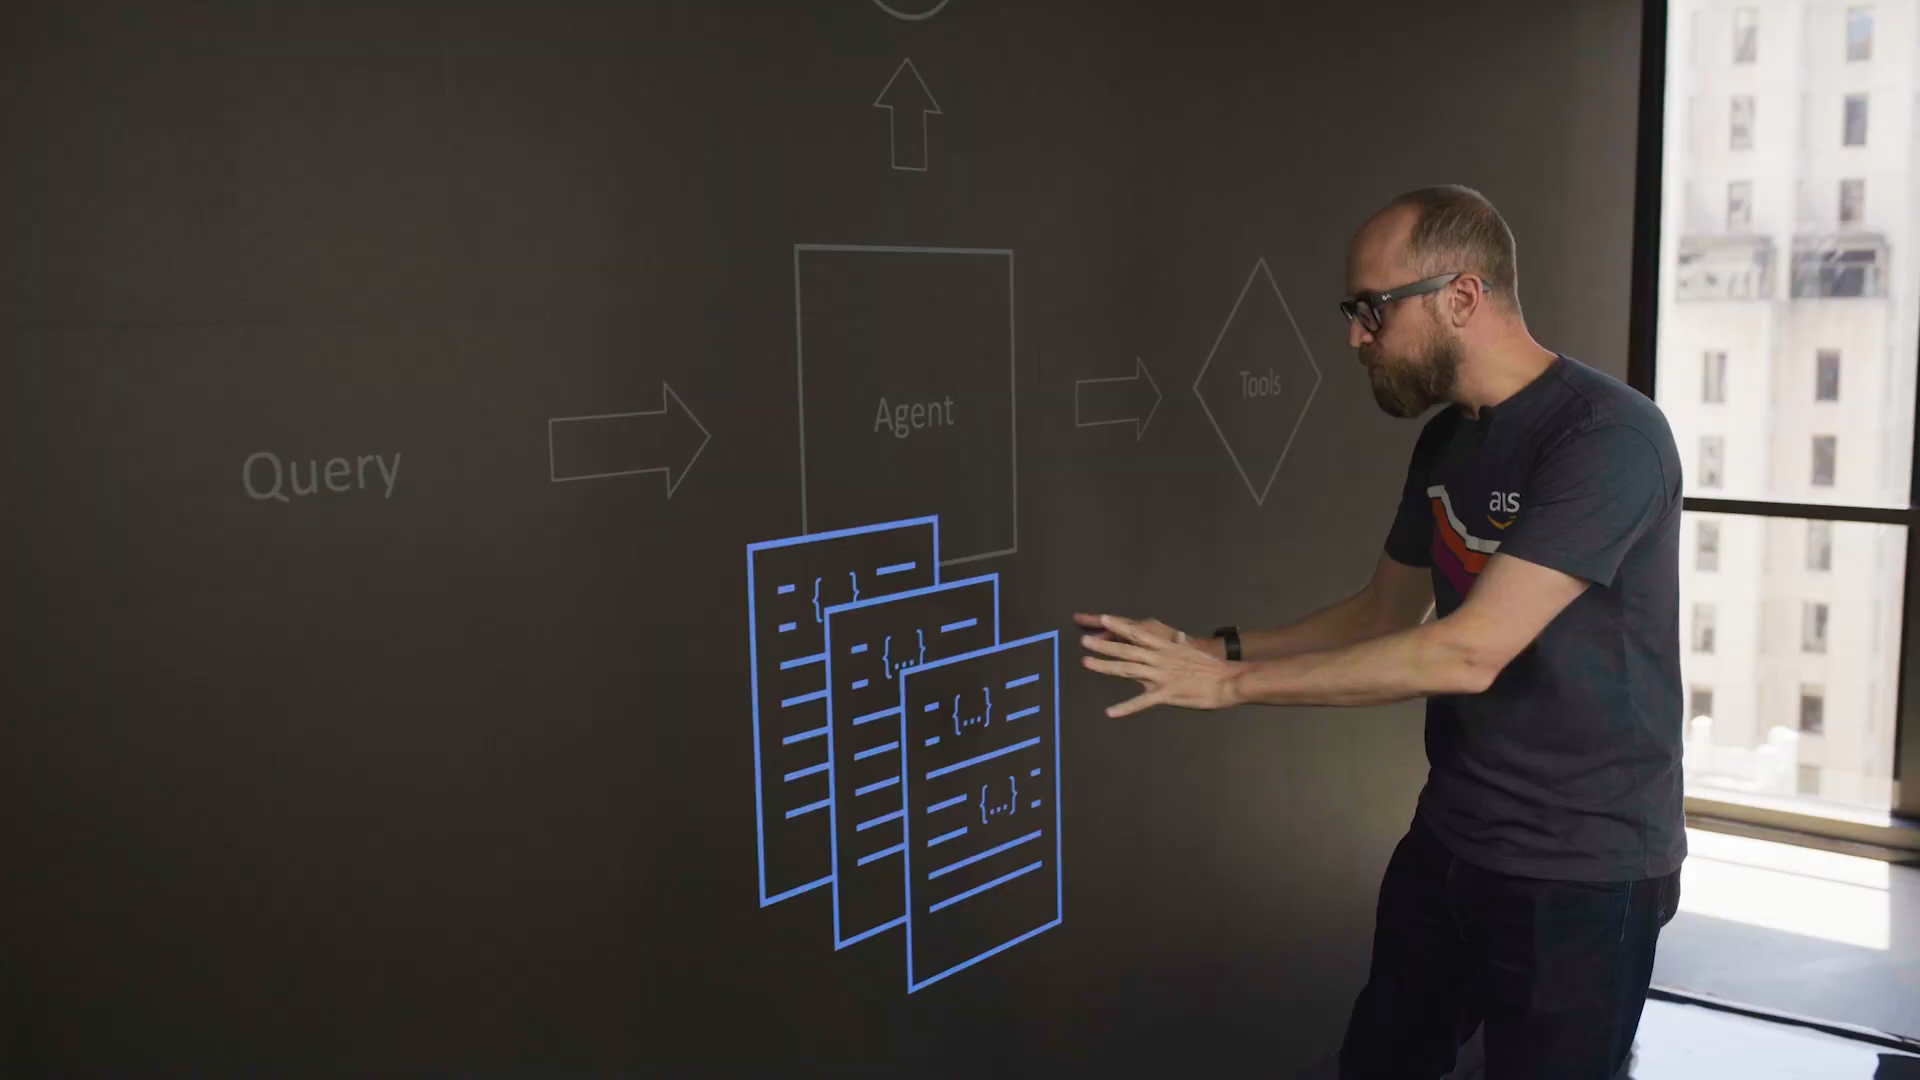 Query
Agent
Tools
{ }
{...}
{...}
{...}
aws